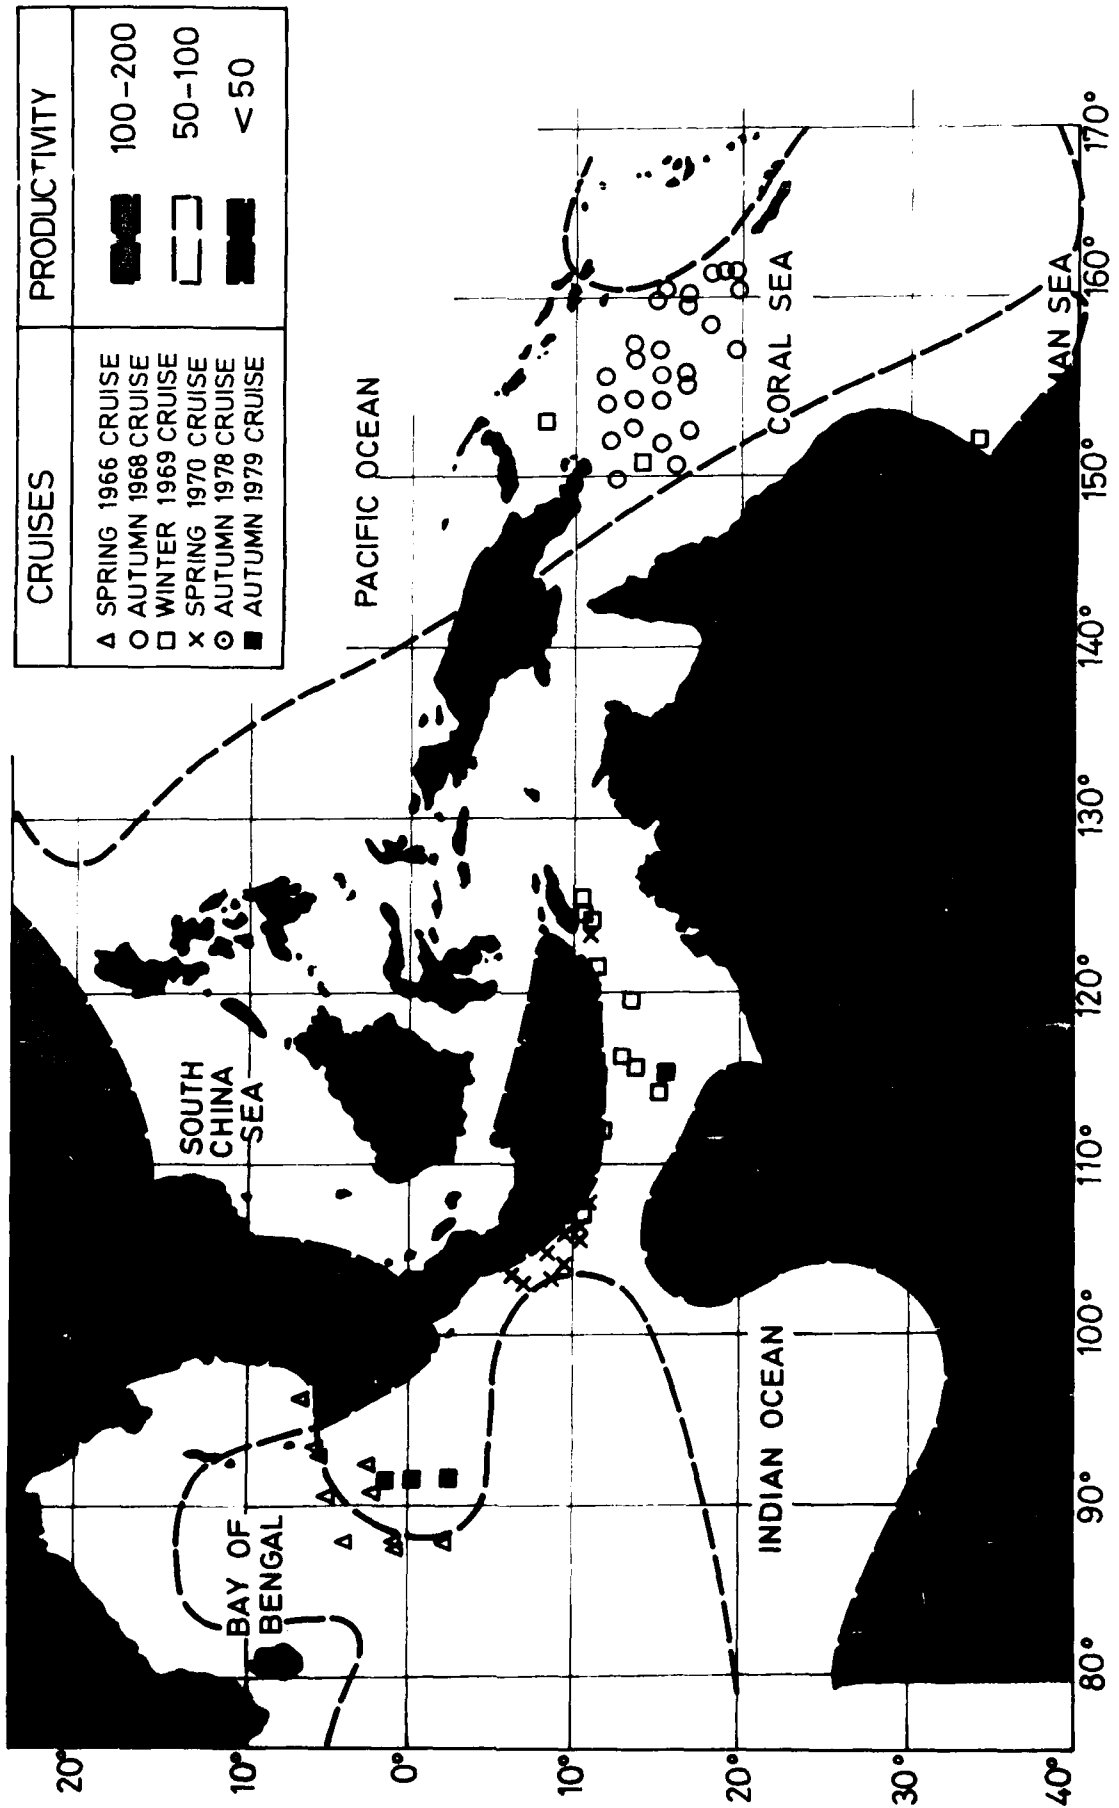 CRUISES
PRODUCTIVITY
△ SPRING 1966 CRUISE
○ AUTUMN 1968 CRUISE
□ WINTER 1969 CRUISE
× SPRING 1970 CRUISE
⊙ AUTUMN 1978 CRUISE
■ AUTUMN 1979 CRUISE
100-200
50-100
<50
PACIFIC OCEAN
SOUTH
CHINA
SEA
BAY OF
BENGAL
CORAL SEA
INDIAN OCEAN
MAN SEA
20°
10°
0°
10°
20°
30°
40°
80°
90°
100°
110°
120°
130°
140°
150°
160°
170°